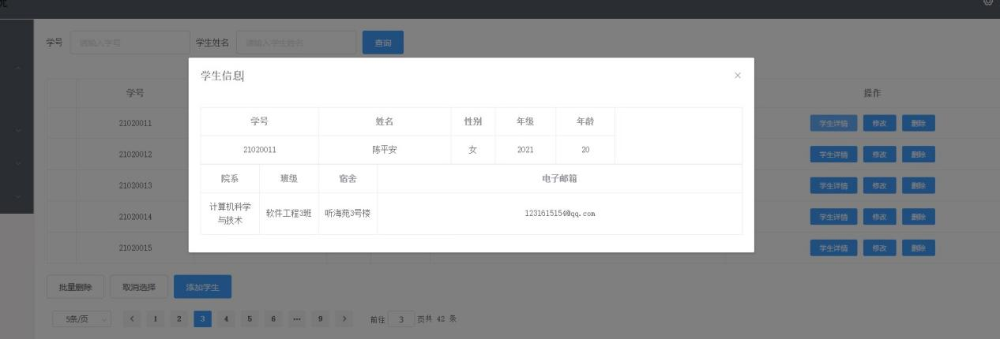 学号 请输入学号 学生姓名 请输入学生姓名 查询
学生信息
学号 姓名 性别 年级 年龄
21020011 陈平安 女 2021 20
院系 班级 宿舍 电子邮箱
计算机科学
与技术 软件工程3班 听海苑3号楼 1231615154@qq.com
学号 操作
21020011 学生详情 修改 删除
21020012 学生详情 修改 删除
21020013 学生详情 修改 删除
21020014 学生详情 修改 删除
21020015 学生详情 修改 删除
批量删除 取消选择 添加学生
5条/页 1 2 3 4 5 6 ··· 9 前往 3 页共 42 条